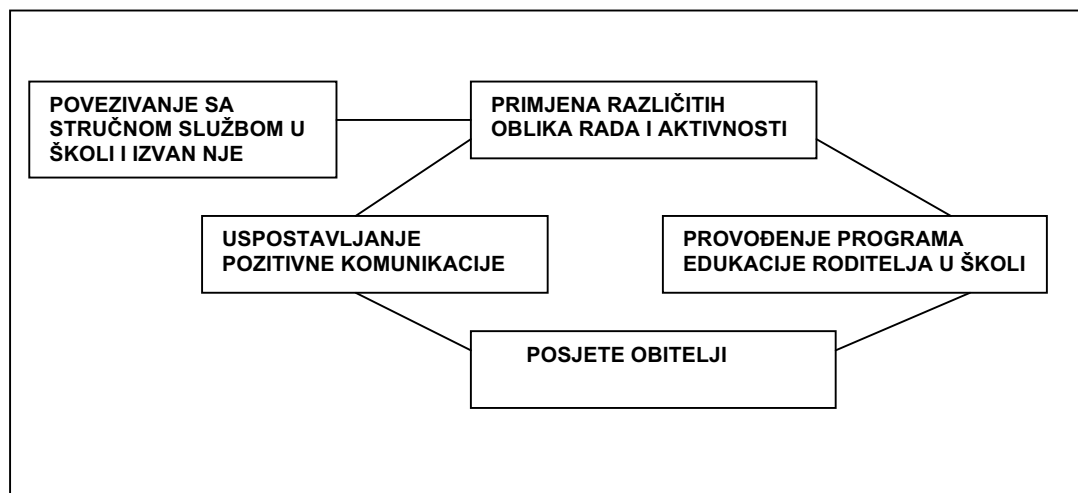 POVEZIVANJE SA
STRUČNOM SLUŽBOM U
ŠKOLI I IZVAN NJE
PRIMJENA RAZLIČITIH
OBLIKA RADA I AKTIVNOSTI
USPOSTAVLJANJE
POZITIVNE KOMUNIKACIJE
PROVOĐENJE PROGRAMA
EDUKACIJE RODITELJA U ŠKOLI
POSJETE OBITELJI